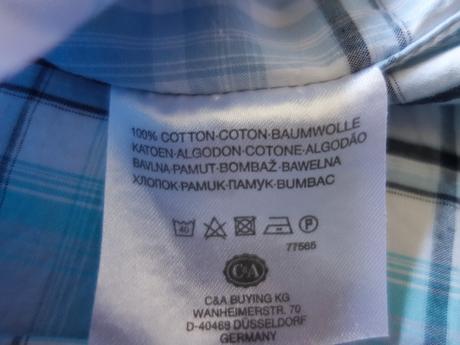 100% COTTON·COTON·BAUMWOLLE
KATOEN·ALGODON·COTONE·ALGODÃO
BAVLNA·PAMUT·BOMBAŽ·BAWEŁNA
ХЛОПОК·PAMUK·ПАМУК·BUMBAC
40 P
77565
C&A
C&A BUYING KG
WANHEIMERSTR. 70
D-40468 DÜSSELDORF
GERMANY